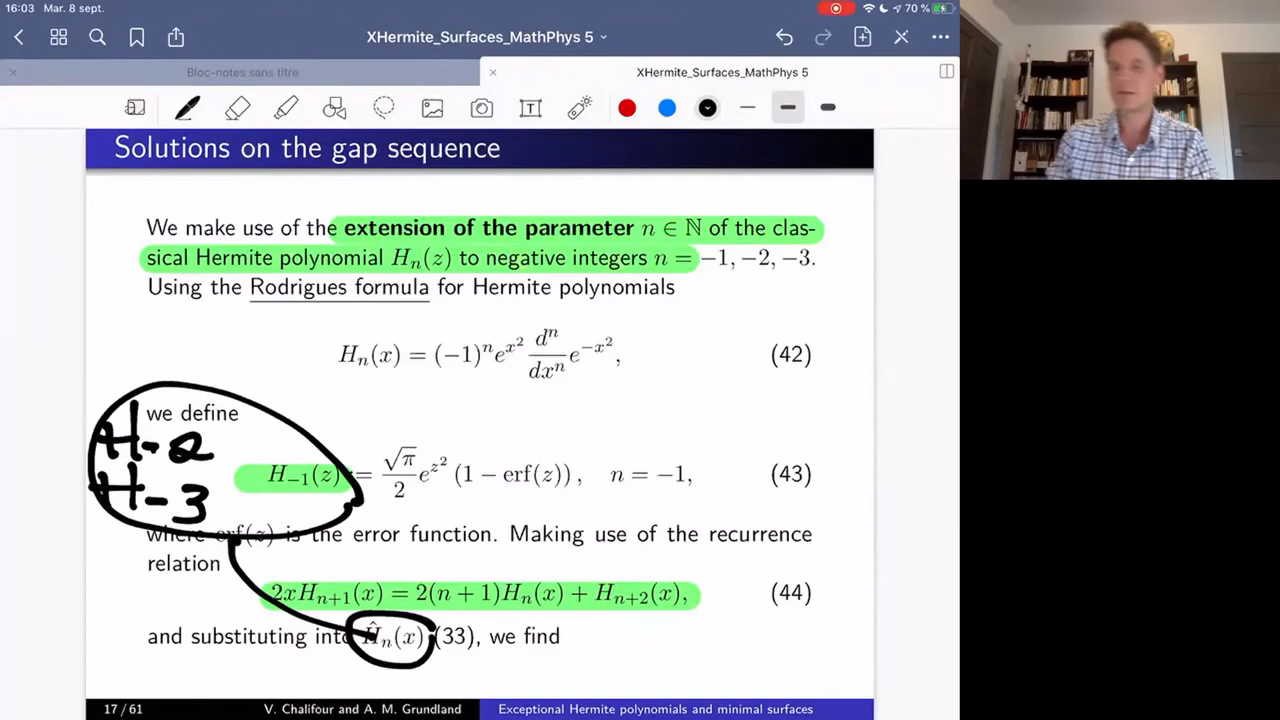 16:03 Mar. 8 sept. 70 %
XHermite_Surfaces_MathPhys 5
Bloc-notes sans titre XHermite_Surfaces_MathPhys 5
Solutions on the gap sequence
We make use of the extension of the parameter n ∈ ℕ of the clas-
sical Hermite polynomial Hₙ(z) to negative integers n = −1, −2, −3.
Using the Rodrigues formula for Hermite polynomials
Hₙ(x) = (−1)ⁿe^{x²} dⁿ/dxⁿ e^{−x²}, (42)
we define
H-2
H₋₁(z) := √π/2 e^{z²} (1 − erf(z)), n = −1, (43)
H-3
where erf(z) is the error function. Making use of the recurrence
relation
2xHₙ₊₁(x) = 2(n + 1)Hₙ(x) + Hₙ₊₂(x), (44)
and substituting into Ĥₙ(x) (33), we find
17 / 61 V. Chalifour and A. M. Grundland Exceptional Hermite polynomials and minimal surfaces